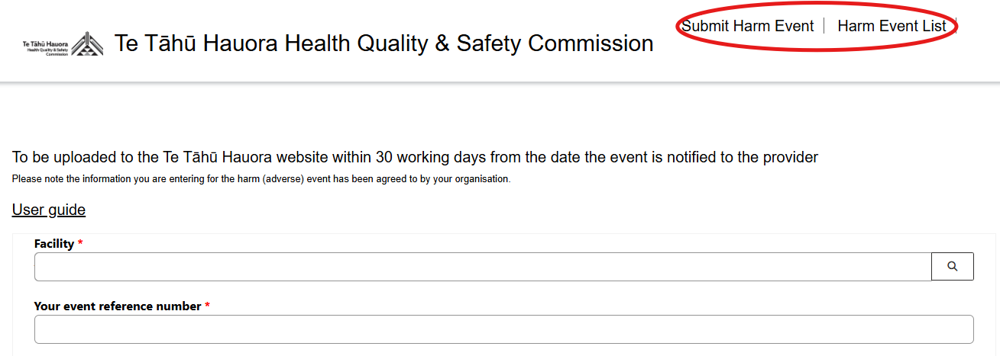 Submit Harm Event | Harm Event List |
Te Tāhū Hauora
Health Quality & Safety
Commission
Te Tāhū Hauora Health Quality & Safety Commission
To be uploaded to the Te Tāhū Hauora website within 30 working days from the date the event is notified to the provider
Please note the information you are entering for the harm (adverse) event has been agreed to by your organisation.
User guide
Facility *
Your event reference number *